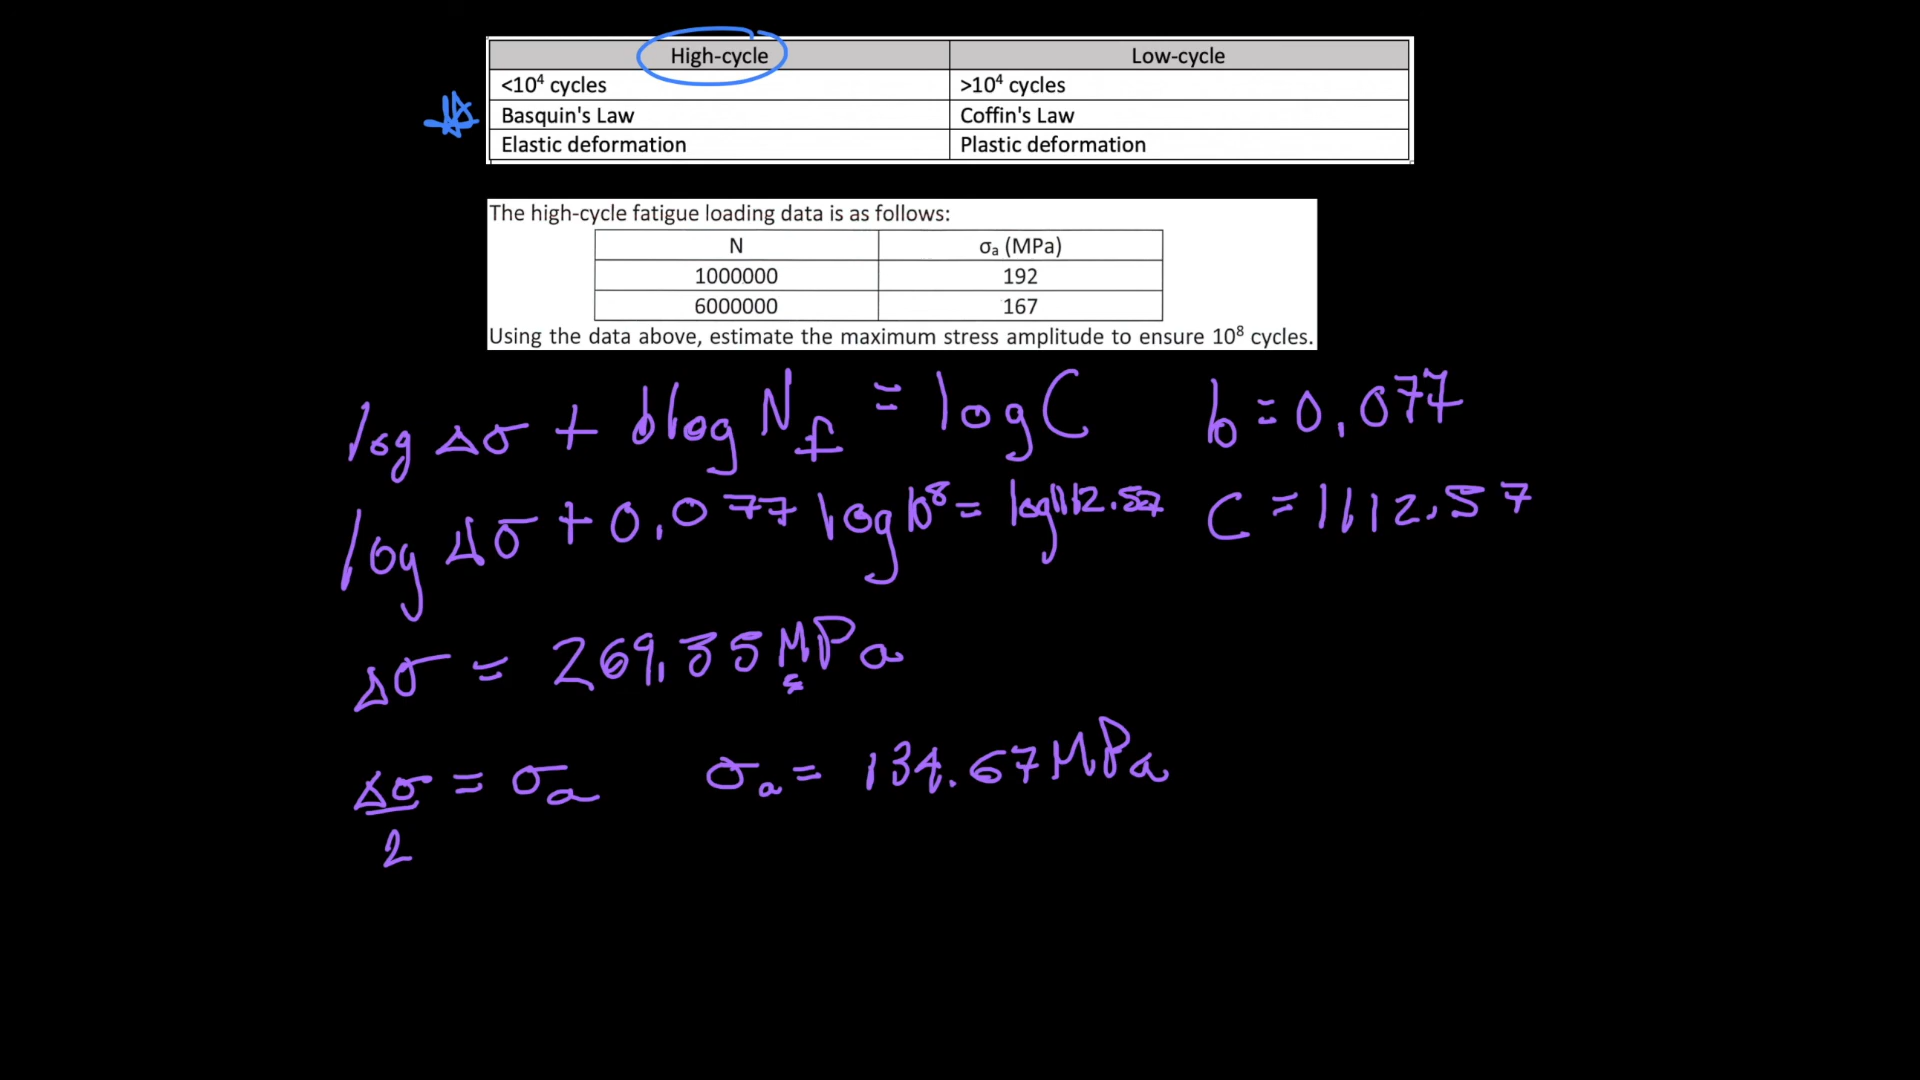 High-cycle Low-cycle
<10⁴ cycles >10⁴ cycles
Basquin's Law Coffin's Law
Elastic deformation Plastic deformation
The high-cycle fatigue loading data is as follows:
N σₐ (MPa)
1000000 192
6000000 167
Using the data above, estimate the maximum stress amplitude to ensure 10⁸ cycles.
log Δσ + blog N_f = log C b = 0.077
log Δσ + 0.077 log 10⁸ = log 1112.57 C = 1112.57
Δσ = 269.35 MPa
Δσ/2 = σₐ σₐ = 134.67 MPa